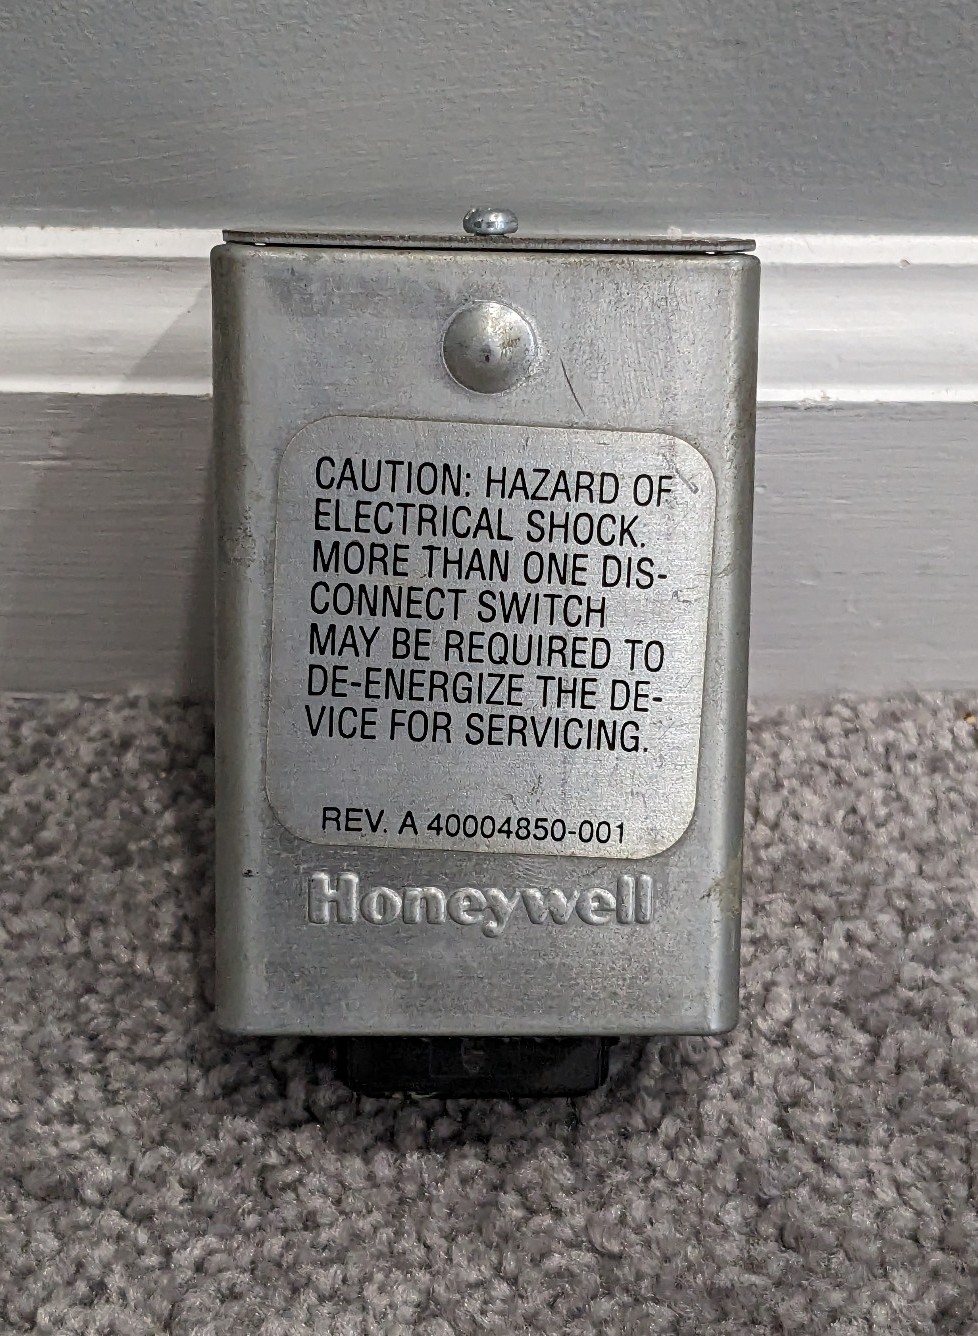 CAUTION: HAZARD OF
ELECTRICAL SHOCK.
MORE THAN ONE DIS-
CONNECT SWITCH
MAY BE REQUIRED TO
DE-ENERGIZE THE DE-
VICE FOR SERVICING.
REV. A 40004850-001
Honeywell